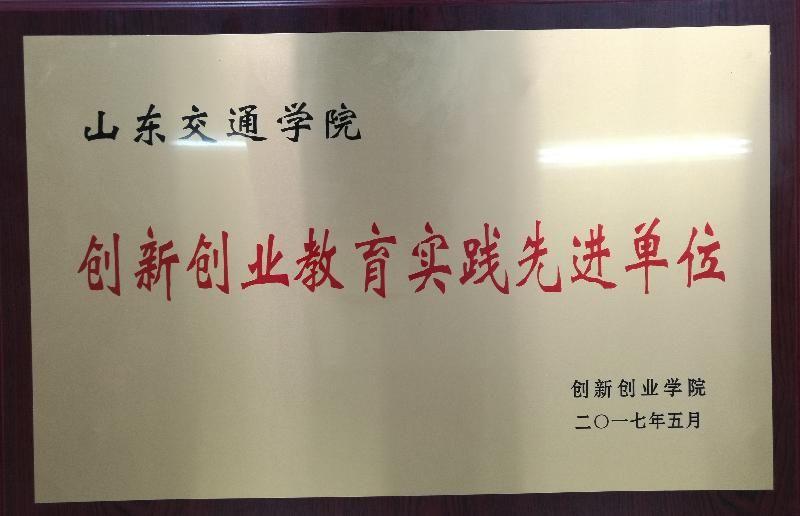 山东交通学院
创新创业教育实践先进单位
创新创业学院
二〇一七年五月